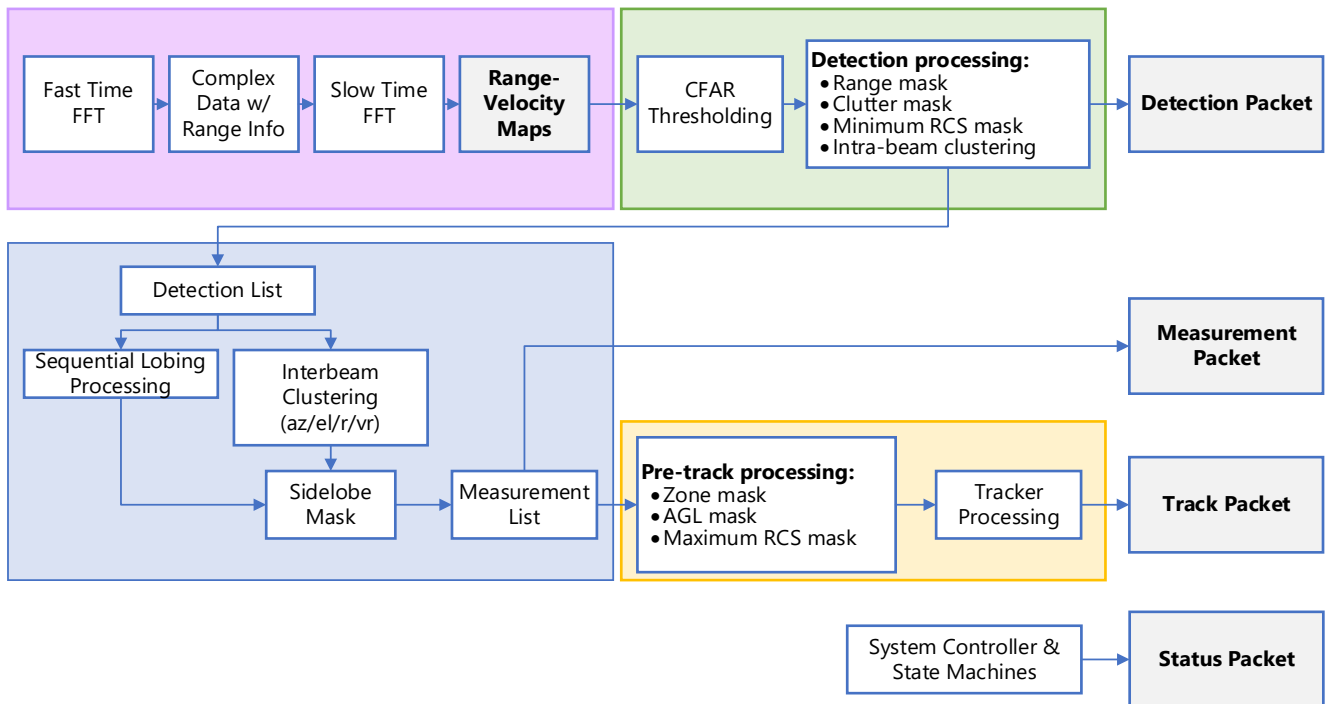 Fast Time
FFT
Complex
Data w/
Range Info
Slow Time
FFT
Range-
Velocity
Maps
CFAR
Thresholding
Detection processing:
• Range mask
• Clutter mask
• Minimum RCS mask
• Intra-beam clustering
Detection Packet
Detection List
Sequential Lobing
Processing
Interbeam
Clustering
(az/el/r/vr)
Sidelobe
Mask
Measurement
List
Measurement
Packet
Pre-track processing:
• Zone mask
• AGL mask
• Maximum RCS mask
Tracker
Processing
Track Packet
System Controller &
State Machines
Status Packet